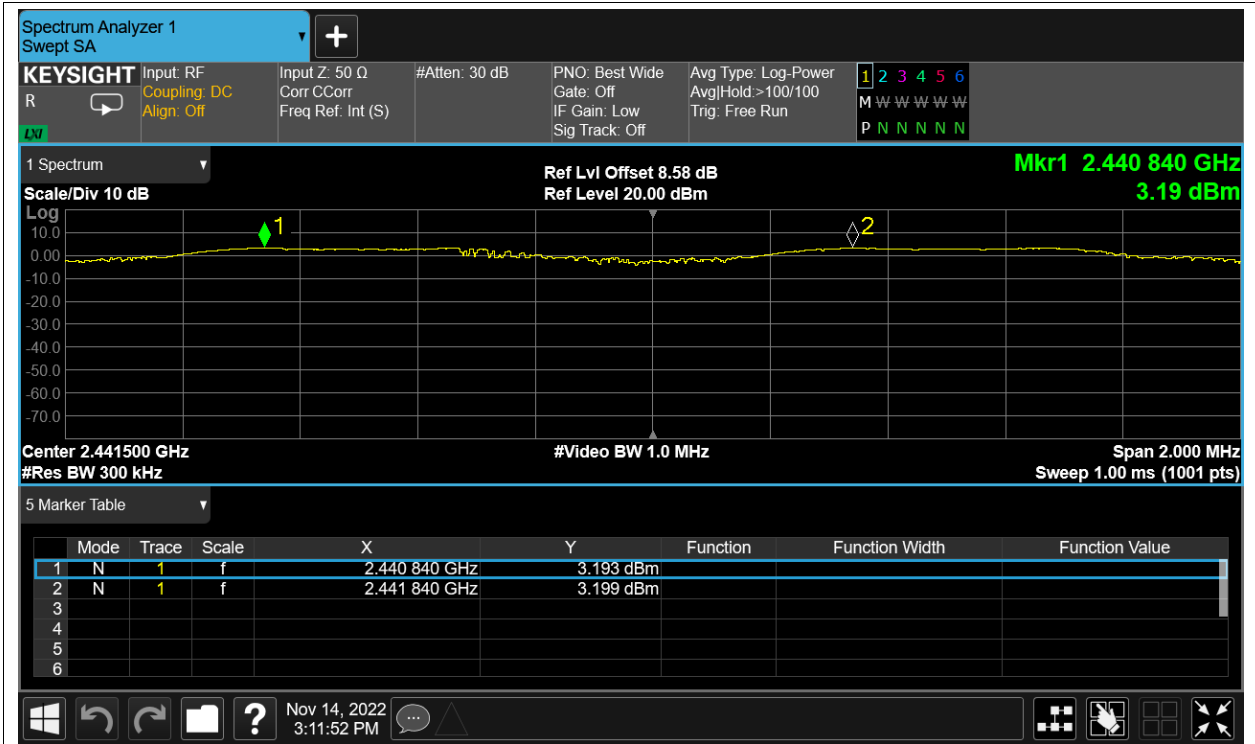 Spectrum Analyzer 1
Swept SA
KEYSIGHT
R
LXI
Input: RF
Coupling: DC
Align: Off
Input Z: 50 Ω
Corr CCorr
Freq Ref: Int (S)
#Atten: 30 dB
PNO: Best Wide
Gate: Off
IF Gain: Low
Sig Track: Off
Avg Type: Log-Power
Avg|Hold:>100/100
Trig: Free Run
1 2 3 4 5 6
M W W W W W
P N N N N N
1 Spectrum
Scale/Div 10 dB
Ref Lvl Offset 8.58 dB
Ref Level 20.00 dBm
Mkr1 2.440 840 GHz
3.19 dBm
Log
10.0
0.00
-10.0
-20.0
-30.0
-40.0
-50.0
-60.0
-70.0
1
2
Center 2.441500 GHz
#Video BW 1.0 MHz
Span 2.000 MHz
#Res BW 300 kHz
Sweep 1.00 ms (1001 pts)
5 Marker Table
Mode Trace Scale X Y Function Function Width Function Value
1 N 1 f 2.440 840 GHz 3.193 dBm
2 N 1 f 2.441 840 GHz 3.199 dBm
3
4
5
6
?
Nov 14, 2022
3:11:52 PM